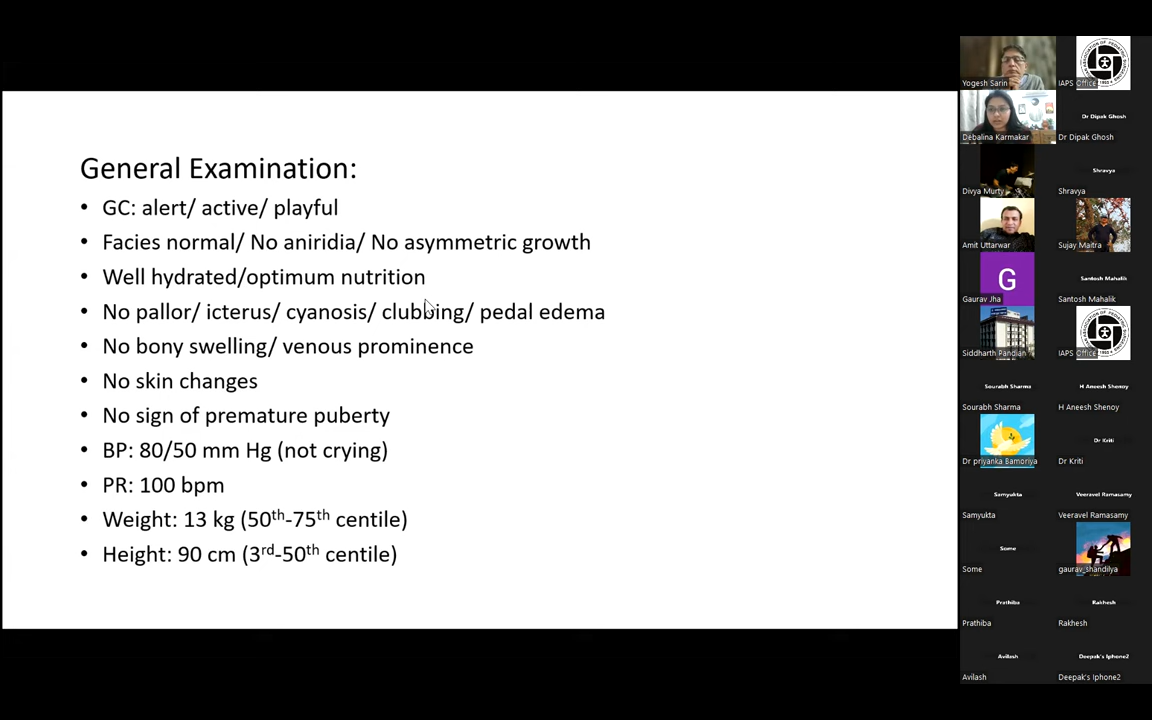 General Examination:
• GC: alert/ active/ playful
• Facies normal/ No aniridia/ No asymmetric growth
• Well hydrated/optimum nutrition
• No pallor/ icterus/ cyanosis/ clubbing/ pedal edema
• No bony swelling/ venous prominence
• No skin changes
• No sign of premature puberty
• BP: 80/50 mm Hg (not crying)
• PR: 100 bpm
• Weight: 13 kg (50th-75th centile)
• Height: 90 cm (3rd-50th centile)
Yogesh Sarin
IAPS Office
Debalina Karmakar
Dr Dipak Ghosh
Dr Dipak Ghosh
Divya Murty
Shravya
Shravya
Amit Uttarwar
Sujay Maitra
G
Gaurav Jha
Santosh Mahalik
Santosh Mahalik
Siddharth Pandian
IAPS Office
Sourabh Sharma
Sourabh Sharma
H Aneesh Shenoy
H Aneesh Shenoy
Dr priyanka Bamoriya
Dr Kriti
Dr Kriti
Samyukta
Samyukta
Veeravel Ramasamy
Veeravel Ramasamy
Some
Some
gaurav_shandilya
Prathiba
Prathiba
Rakhesh
Rakhesh
Avilash
Avilash
Deepak's Iphone2
Deepak's Iphone2